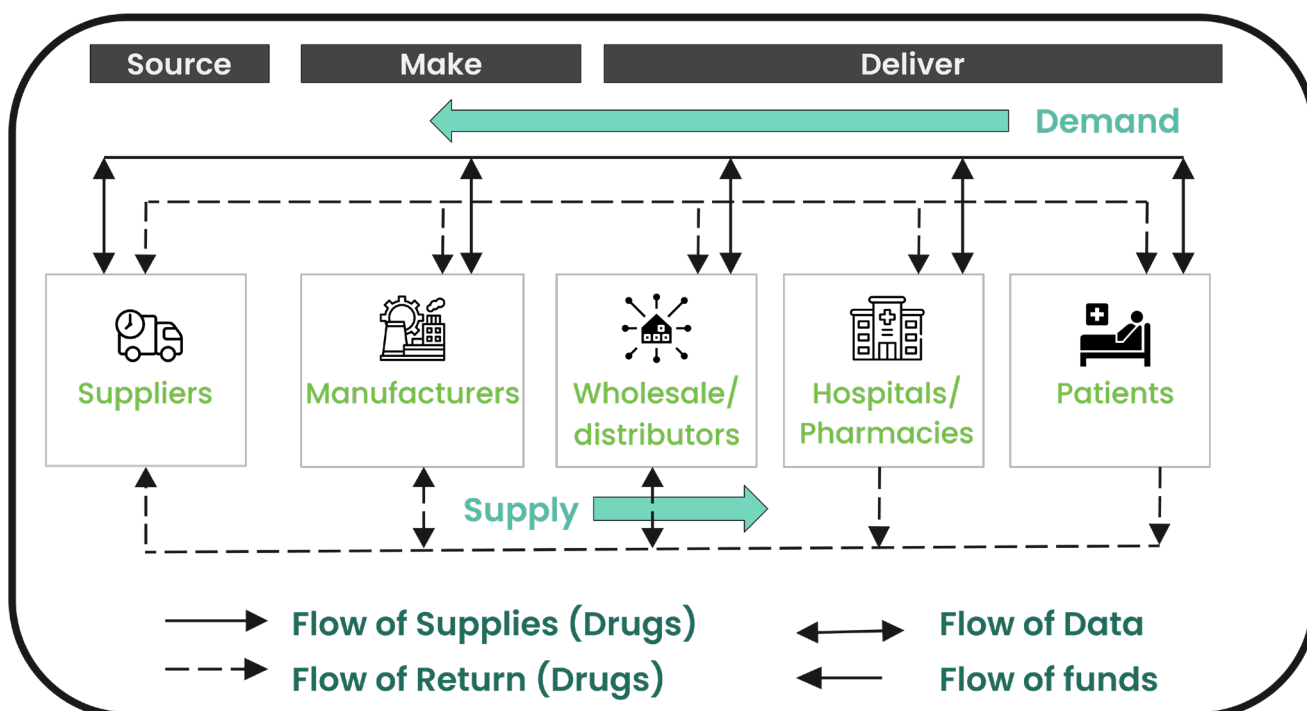 Source
Make
Deliver
Demand
Suppliers
Manufacturers
Wholesale/
distributors
Hospitals/
Pharmacies
Patients
Supply
Flow of Supplies (Drugs)
Flow of Data
Flow of Return (Drugs)
Flow of funds